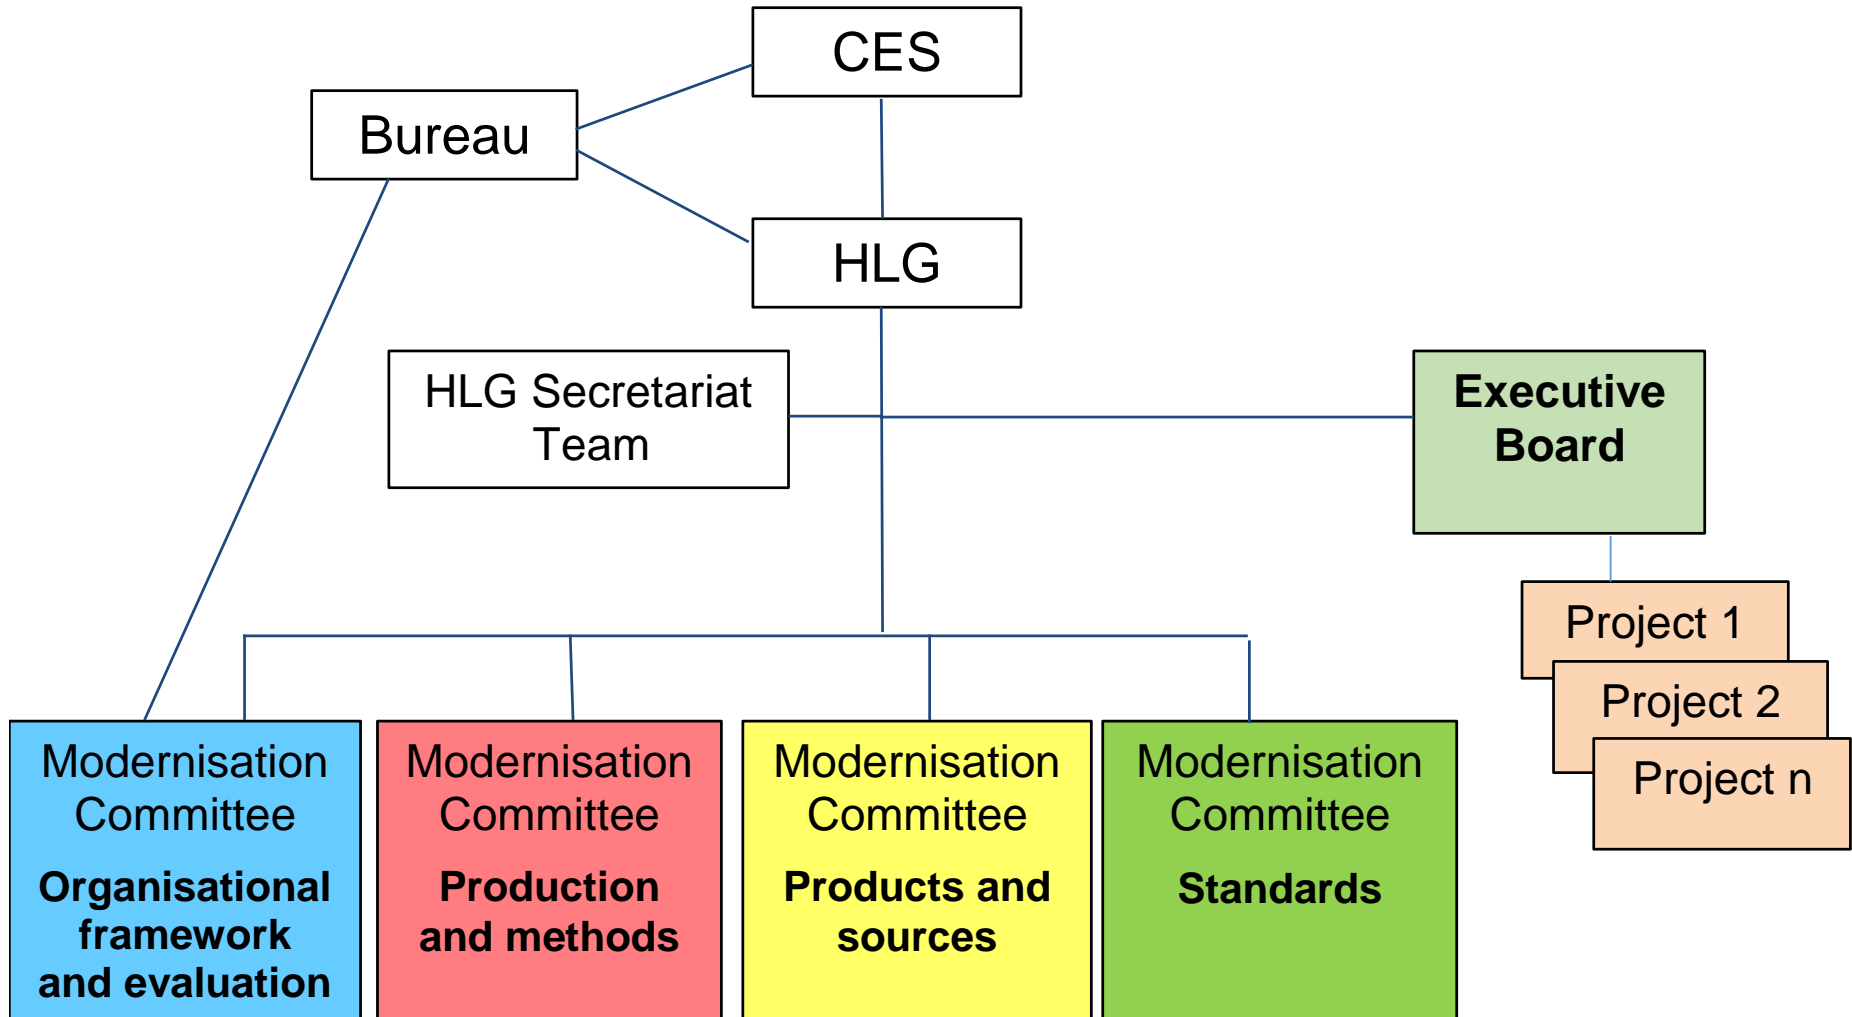 CES
Bureau
HLG
HLG Secretariat
Team
Executive
Board
Project 1
Project 2
Project n
Modernisation
Committee
Organisational
framework
and evaluation
Modernisation
Committee
Production
and methods
Modernisation
Committee
Products and
sources
Modernisation
Committee
Standards